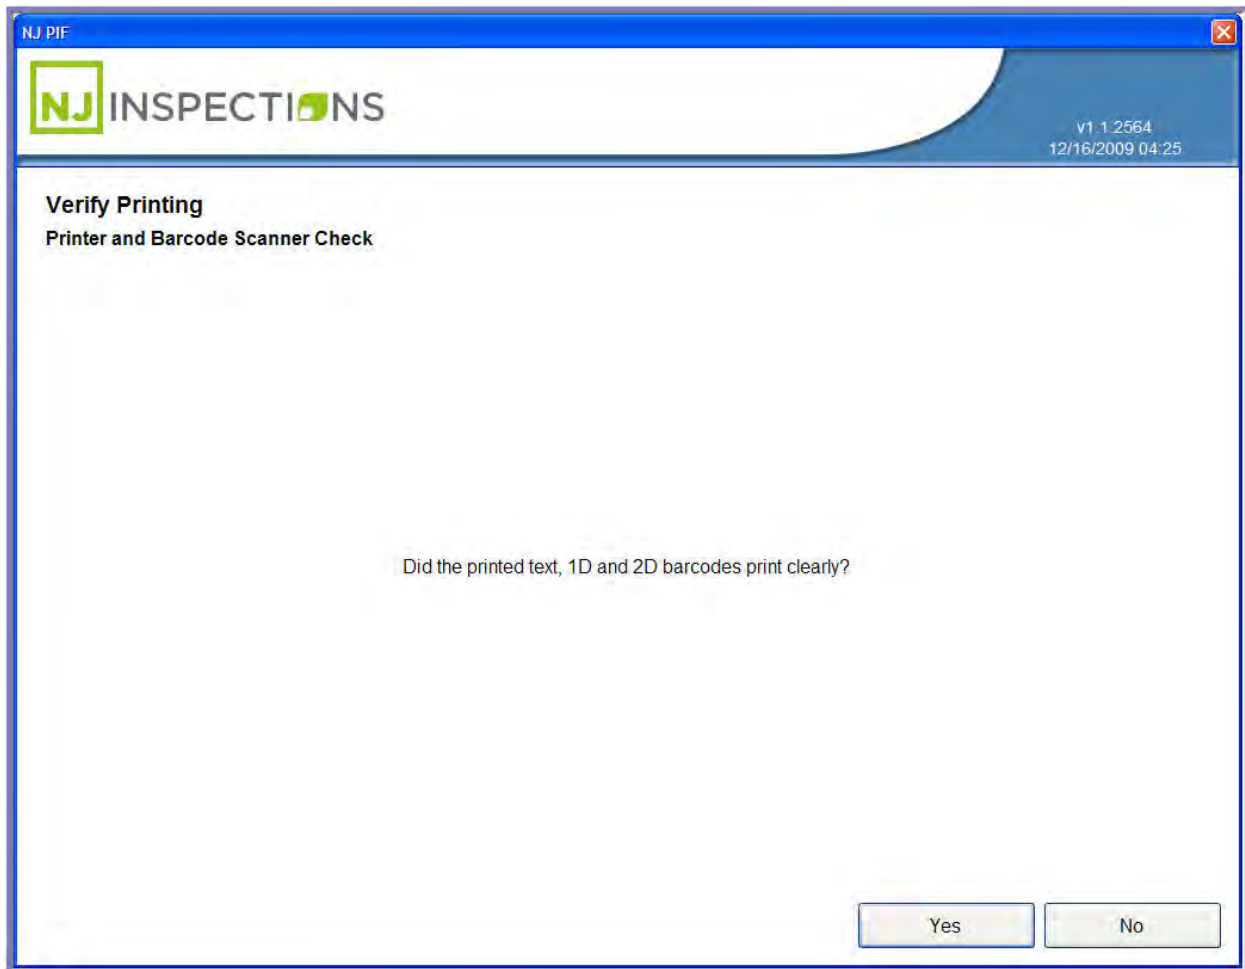 NJ PIF
NJ INSPECTIONS
v1.1.2564
12/16/2009 04:25
Verify Printing
Printer and Barcode Scanner Check
Did the printed text, 1D and 2D barcodes print clearly?
Yes
No